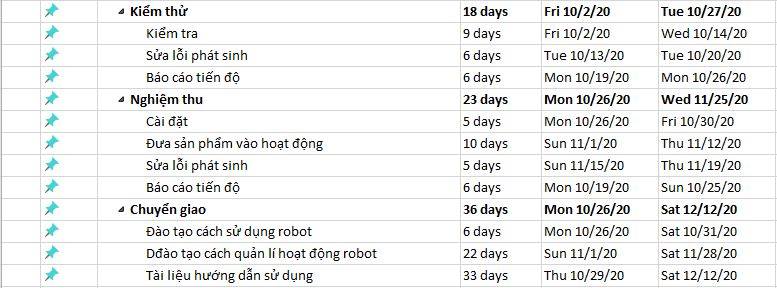 Kiểm thử 18 days Fri 10/2/20 Tue 10/27/20
Kiểm tra 9 days Fri 10/2/20 Wed 10/14/20
Sửa lỗi phát sinh 6 days Tue 10/13/20 Tue 10/20/20
Báo cáo tiến độ 6 days Mon 10/19/20 Mon 10/26/20
Nghiệm thu 23 days Mon 10/26/20 Wed 11/25/20
Cài đặt 5 days Mon 10/26/20 Fri 10/30/20
Đưa sản phẩm vào hoạt động 10 days Sun 11/1/20 Thu 11/12/20
Sửa lỗi phát sinh 5 days Sun 11/15/20 Thu 11/19/20
Báo cáo tiến độ 6 days Mon 10/19/20 Sun 10/25/20
Chuyển giao 36 days Mon 10/26/20 Sat 12/12/20
Đào tạo cách sử dụng robot 6 days Mon 10/26/20 Sat 10/31/20
Dđào tạo cách quản lí hoạt động robot 22 days Sun 11/1/20 Sat 11/28/20
Tài liệu hướng dẫn sử dụng 33 days Thu 10/29/20 Sat 12/12/20